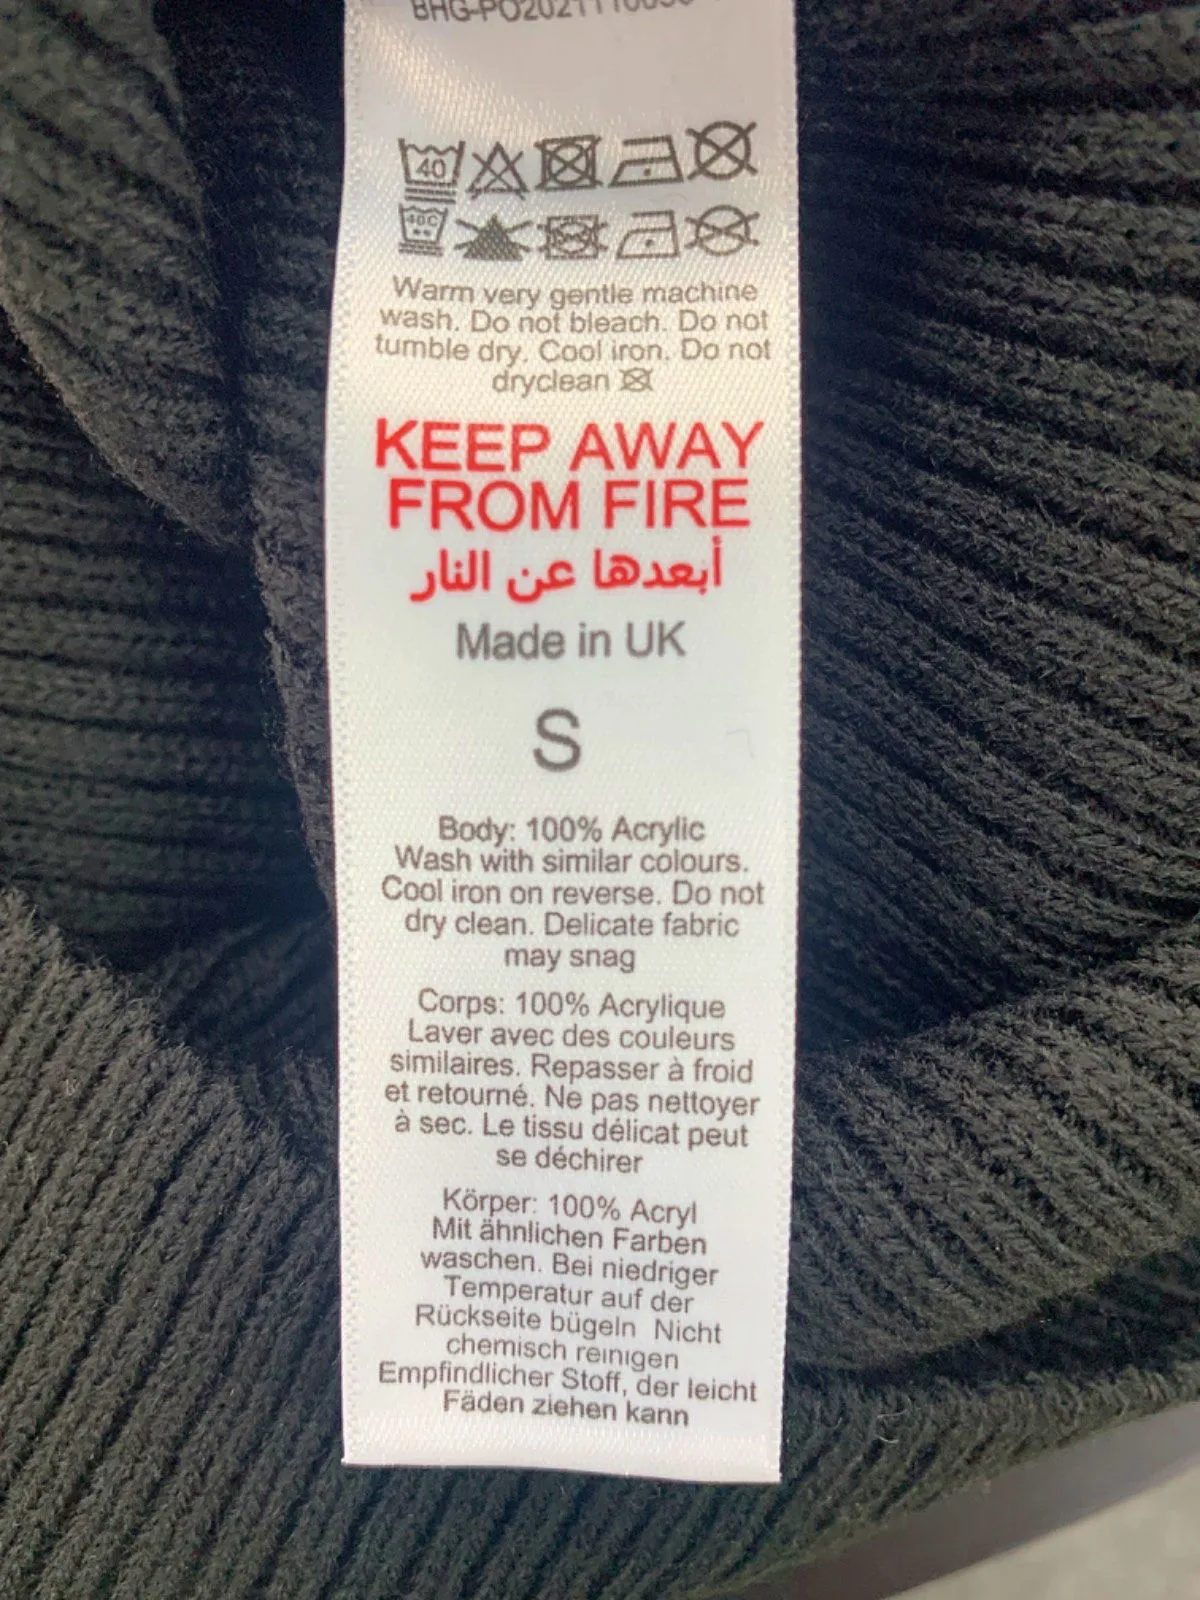 40
40C
Warm very gentle machine
wash. Do not bleach. Do not
tumble dry. Cool iron. Do not
dryclean
KEEP AWAY
FROM FIRE
أبعدها عن النار
Made in UK
S
Body: 100% Acrylic
Wash with similar colours.
Cool iron on reverse. Do not
dry clean. Delicate fabric
may snag
Corps: 100% Acrylique
Laver avec des couleurs
similaires. Repasser à froid
et retourné. Ne pas nettoyer
à sec. Le tissu délicat peut
se déchirer
Körper: 100% Acryl
Mit ähnlichen Farben
waschen. Bei niedriger
Temperatur auf der
Rückseite bügeln Nicht
chemisch reinigen
Empfindlicher Stoff, der leicht
Fäden ziehen kann